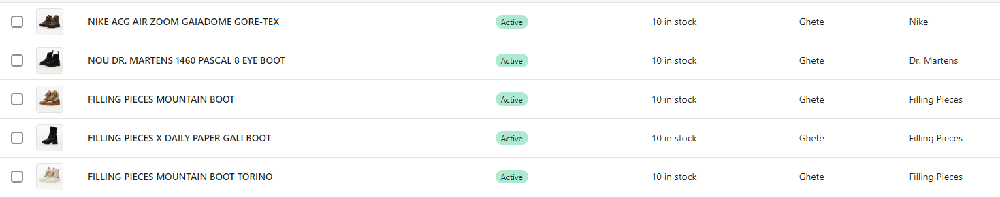 NIKE ACG AIR ZOOM GAIADOME GORE-TEX Active 10 in stock Ghete Nike
NOU DR. MARTENS 1460 PASCAL 8 EYE BOOT Active 10 in stock Ghete Dr. Martens
FILLING PIECES MOUNTAIN BOOT Active 10 in stock Ghete Filling Pieces
FILLING PIECES X DAILY PAPER GALI BOOT Active 10 in stock Ghete Filling Pieces
FILLING PIECES MOUNTAIN BOOT TORINO Active 10 in stock Ghete Filling Pieces